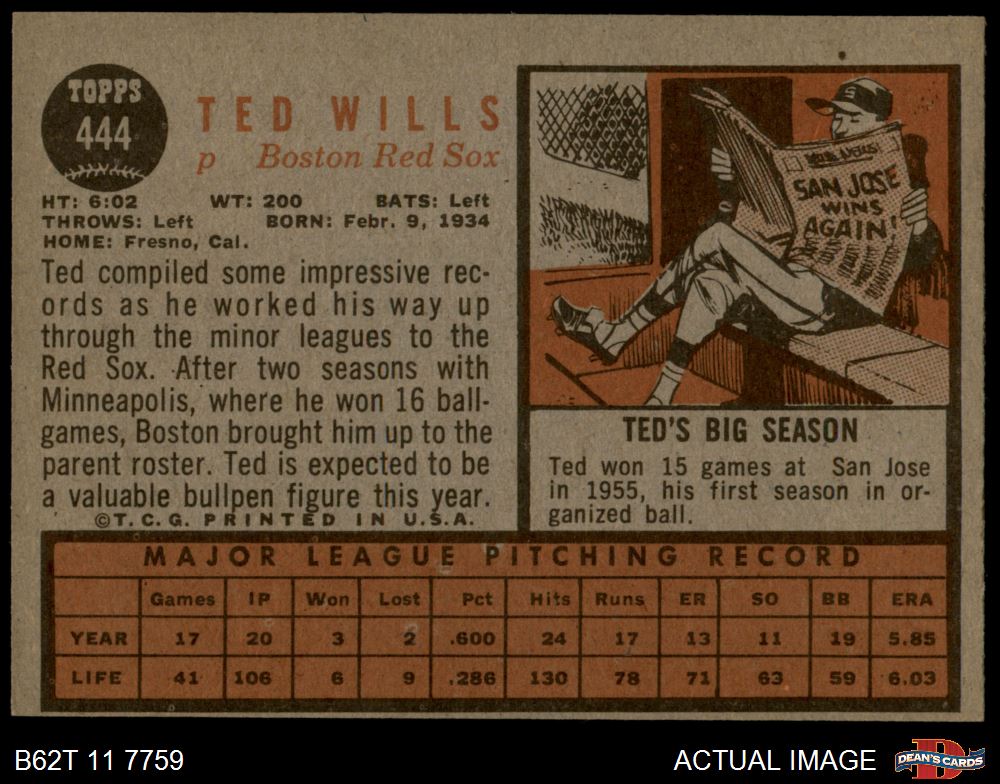 TOPPS
444
TED WILLS
p Boston Red Sox
HT: 6:02 WT: 200 BATS: Left
THROWS: Left BORN: Febr. 9, 1934
HOME: Fresno, Cal.
Ted compiled some impressive rec-
ords as he worked his way up
through the minor leagues to the
Red Sox. After two seasons with
Minneapolis, where he won 16 ball-
games, Boston brought him up to the
parent roster. Ted is expected to be
a valuable bullpen figure this year.
©T.C.G. PRINTED IN U.S.A.
SAN JOSE
WINS
AGAIN!
S
TED'S BIG SEASON
Ted won 15 games at San Jose
in 1955, his first season in or-
ganized ball.
MAJOR LEAGUE PITCHING RECORD
Games IP Won Lost Pct Hits Runs ER SO BB ERA
YEAR 17 20 3 2 .600 24 17 13 11 19 5.85
LIFE 41 106 6 9 .286 130 78 71 63 59 6.03
B62T 11 7759
ACTUAL IMAGE
DEAN'S CARDS